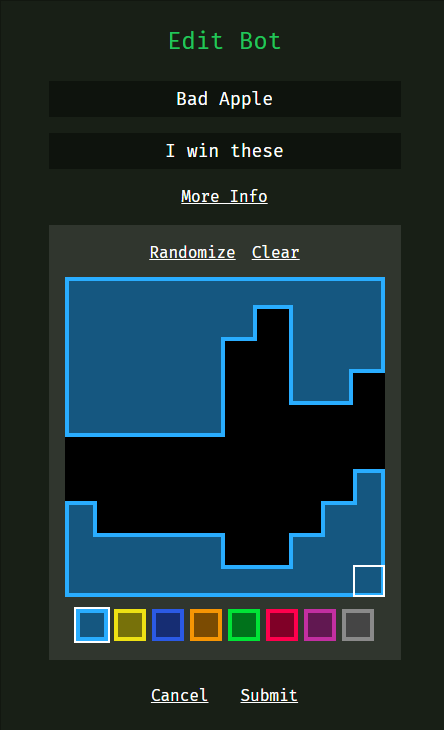 Edit Bot
Bad Apple
I win these
More Info
Randomize Clear
Cancel Submit